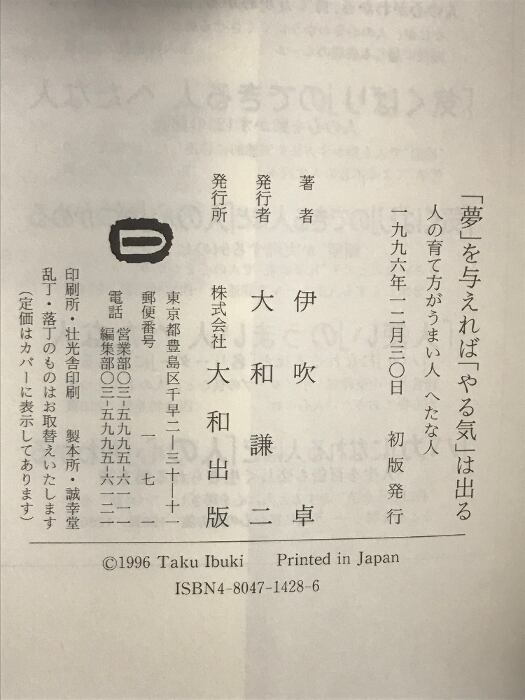 「夢」を与えれば「やる気」は出る
人の育て方がうまい人 へたな人
一九九六年一二月三〇日 初版発行
著者 伊吹 卓
発行者 大和謙二
発行所 株式会社 大和出版
東京都豊島区千早二―三十―十一
郵便番号 一七一
電話 営業部〇三-五九九五-六一一一
編集部〇三-五九九五-六一二一
印刷所・壮光舎印刷 製本所・誠幸堂
乱丁・落丁のものはお取替えいたします
(定価はカバーに表示してあります)
©1996 Taku Ibuki Printed in Japan
ISBN4-8047-1428-6